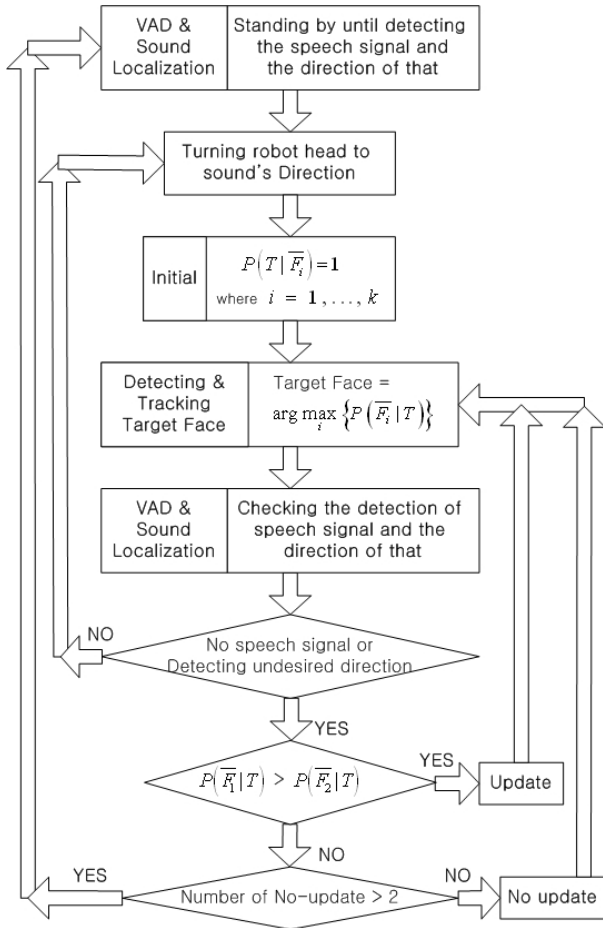 VAD &
Sound
Localization
Standing by until detecting
the speech signal and
the direction of that
Turning robot head to
sound's Direction
Initial
P(T | F̅ᵢ) = 1
where i = 1 , . . . , k
Detecting &
Tracking
Target Face
Target Face =
arg maxᵢ {P(F̅ᵢ | T)}
VAD &
Sound
Localization
Checking the detection of
speech signal and the
direction of that
NO
No speech signal or
Detecting undesired direction
YES
P(F̅₁ | T) > P(F̅₂ | T)
YES
Update
NO
YES
Number of No-update > 2
NO
No update